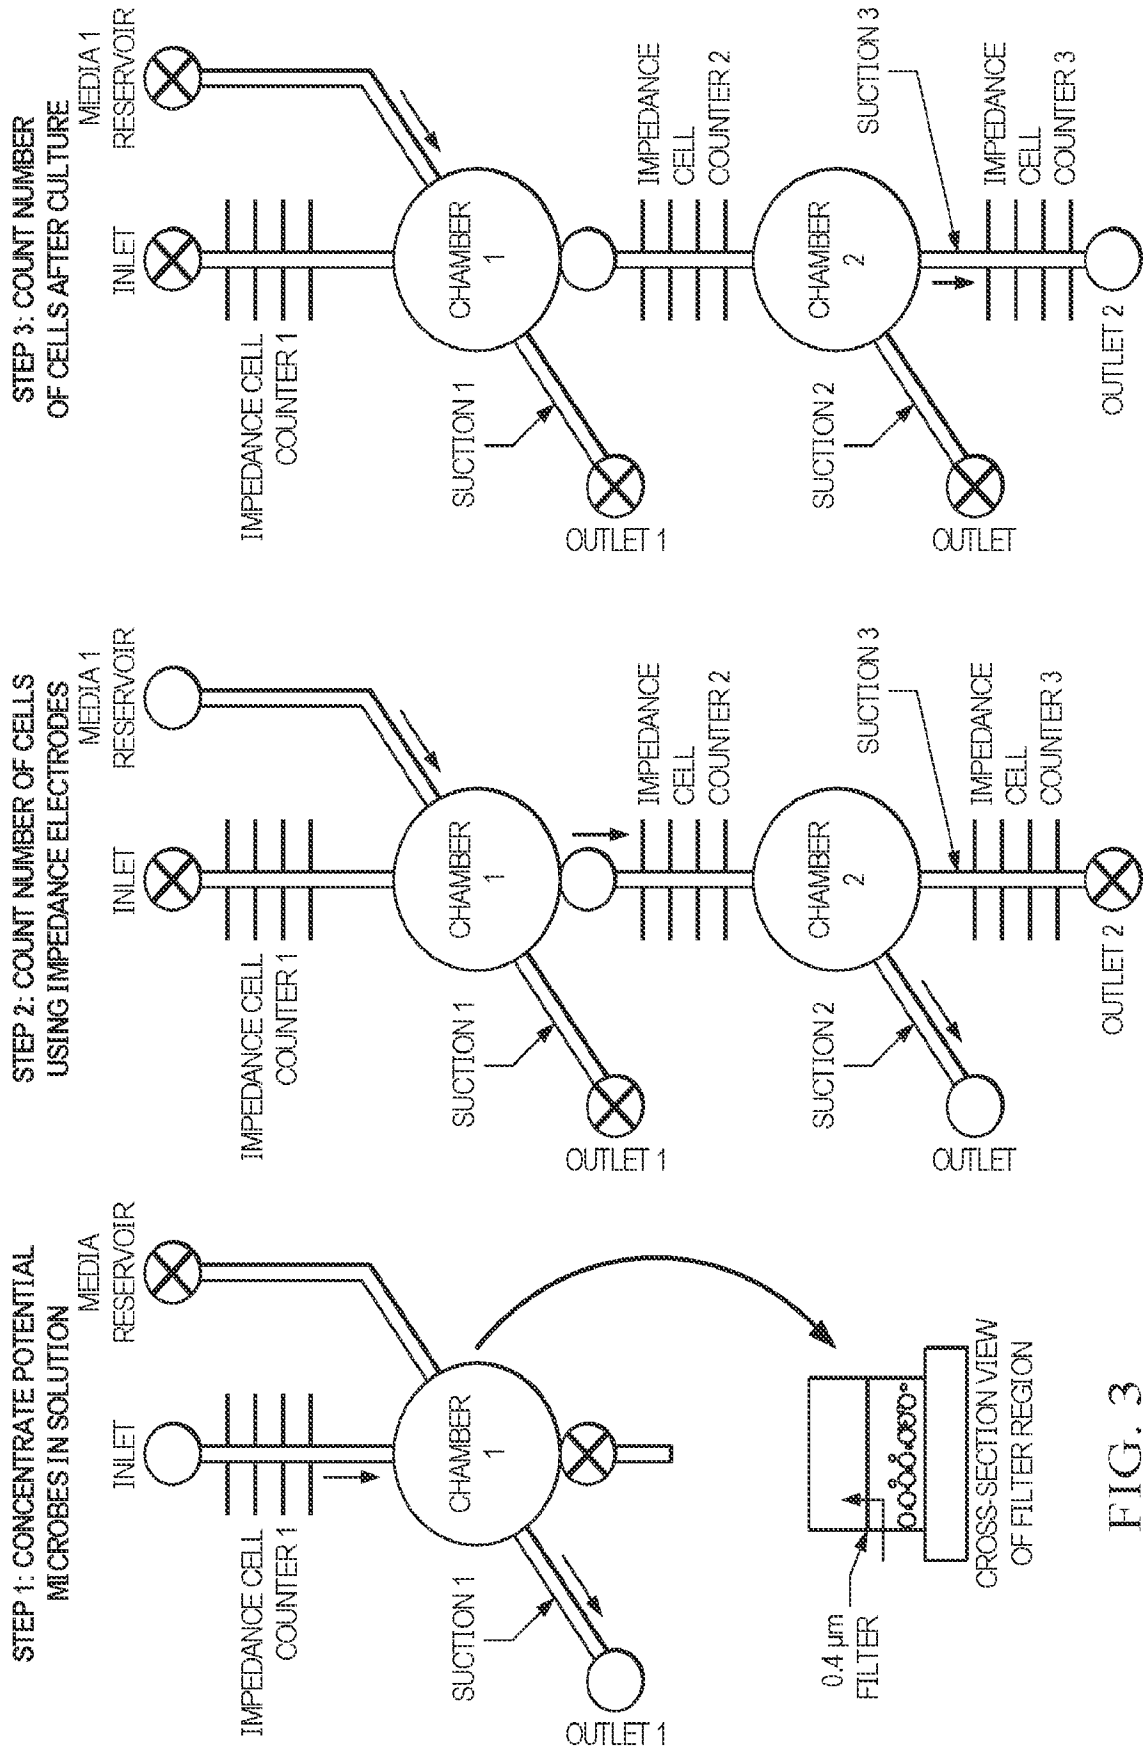 STEP 1: CONCENTRATE POTENTIAL
MICROBES IN SOLUTION
INLET
MEDIA
RESERVOIR
IMPEDANCE CELL
COUNTER 1
CHAMBER
1
SUCTION 1
OUTLET 1
0.4 µm
FILTER
CROSS-SECTION VIEW
OF FILTER REGION
STEP 2: COUNT NUMBER OF CELLS
USING IMPEDANCE ELECTRODES
INLET
MEDIA 1
RESERVOIR
IMPEDANCE CELL
COUNTER 1
CHAMBER
1
SUCTION 1
OUTLET 1
IMPEDANCE
CELL
COUNTER 2
CHAMBER
2
SUCTION 2
OUTLET
SUCTION 3
IMPEDANCE
CELL
COUNTER 3
OUTLET 2
STEP 3: COUNT NUMBER
OF CELLS AFTER CULTURE
INLET
MEDIA 1
RESERVOIR
IMPEDANCE CELL
COUNTER 1
CHAMBER
1
SUCTION 1
OUTLET 1
IMPEDANCE
CELL
COUNTER 2
CHAMBER
2
SUCTION 2
OUTLET
SUCTION 3
IMPEDANCE
CELL
COUNTER 3
OUTLET 2
FIG. 3